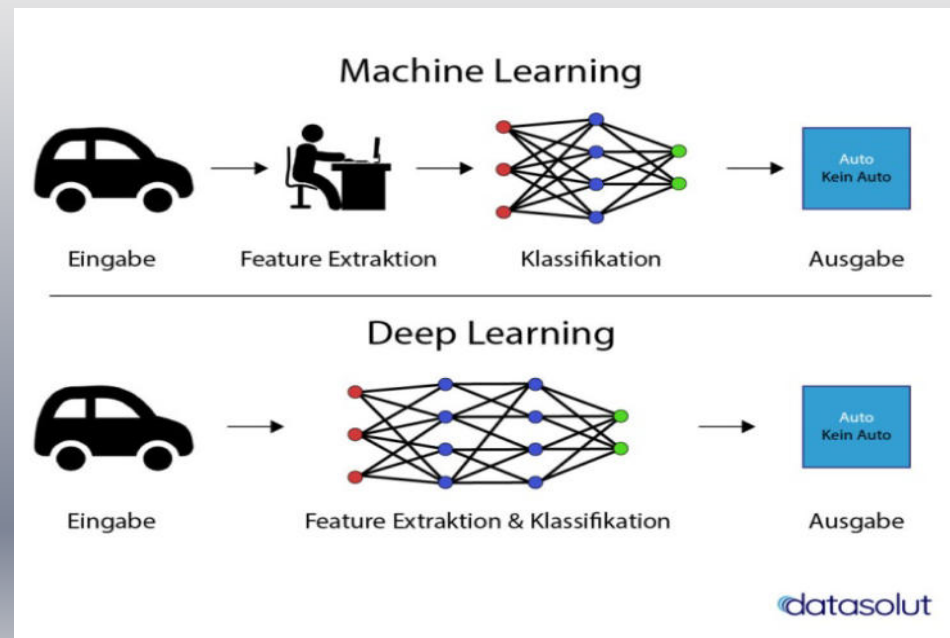 Machine Learning
Auto
Kein Auto
Eingabe
Feature Extraktion
Klassifikation
Ausgabe
Deep Learning
Auto
Kein Auto
Eingabe
Feature Extraktion & Klassifikation
Ausgabe
datasolut